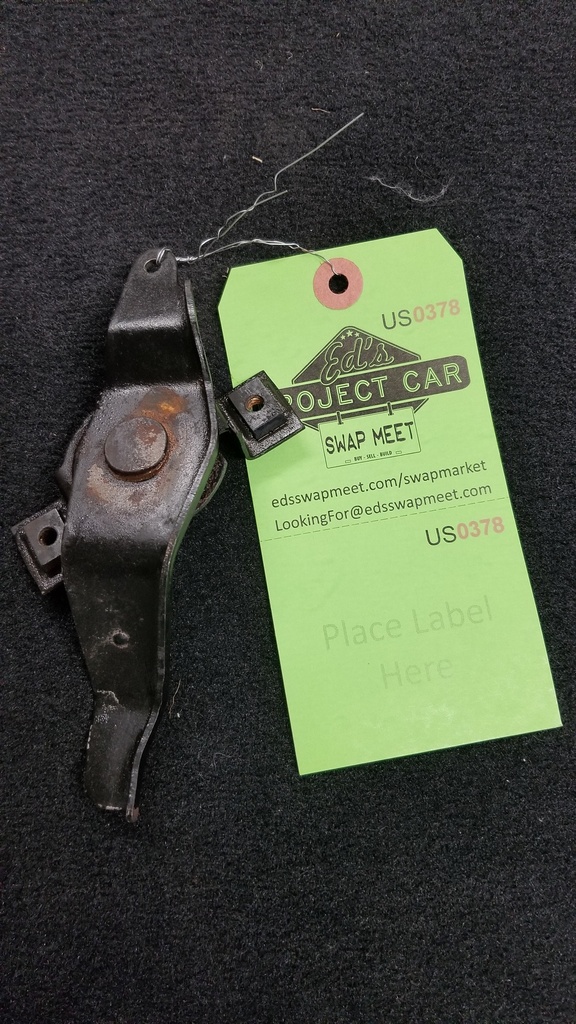 US0378
Ed's
PROJECT CAR
SWAP MEET
BUY · SELL · BUILD
edsswapmeet.com/swapmarket
LookingFor@edsswapmeet.com
US0378
Place Label
Here